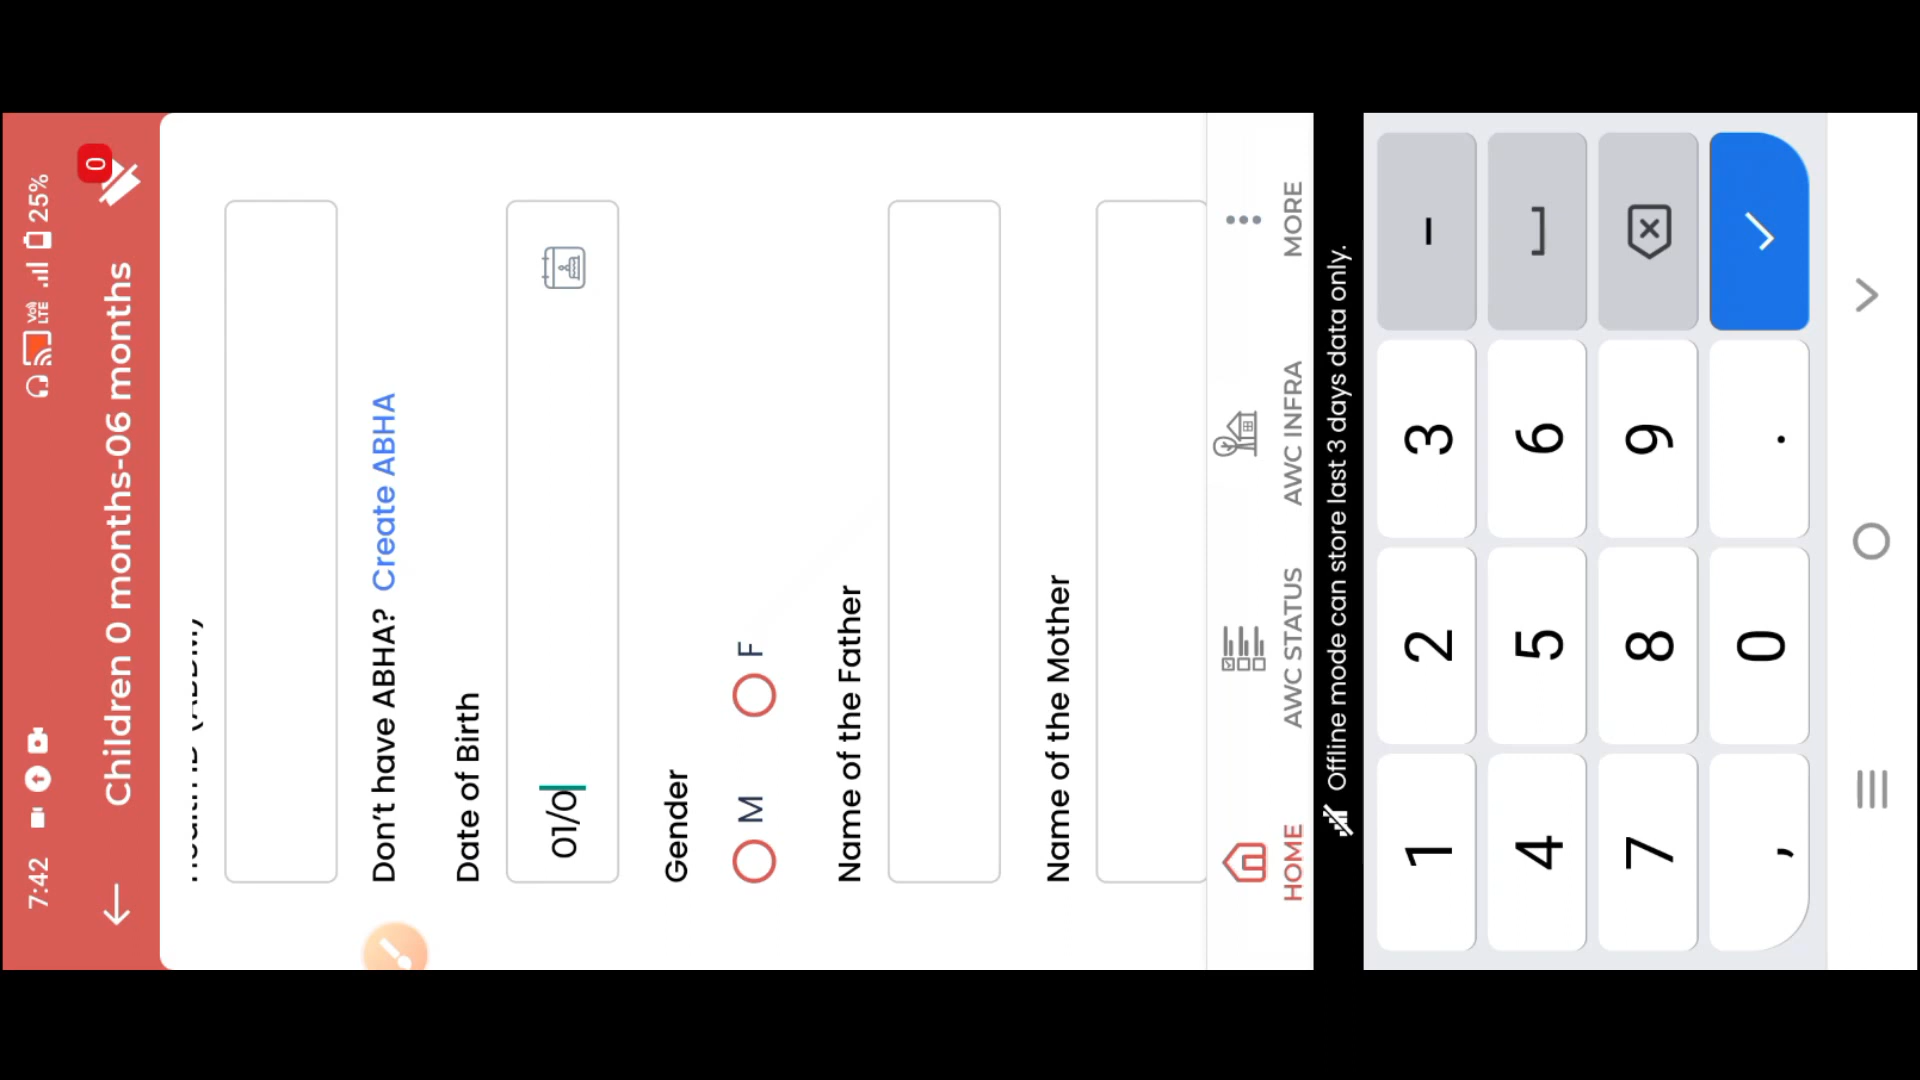 7:42
VoI LTE
25%
Children 0 months-06 months
0
Don't have ABHA? Create ABHA
Date of Birth
01/0
Gender
M
F
Name of the Father
Name of the Mother
HOME
AWC STATUS
AWC INFRA
MORE
Offline mode can store last 3 days data only.
1 2 3 -
4 5 6
7 8 9
, 0 .